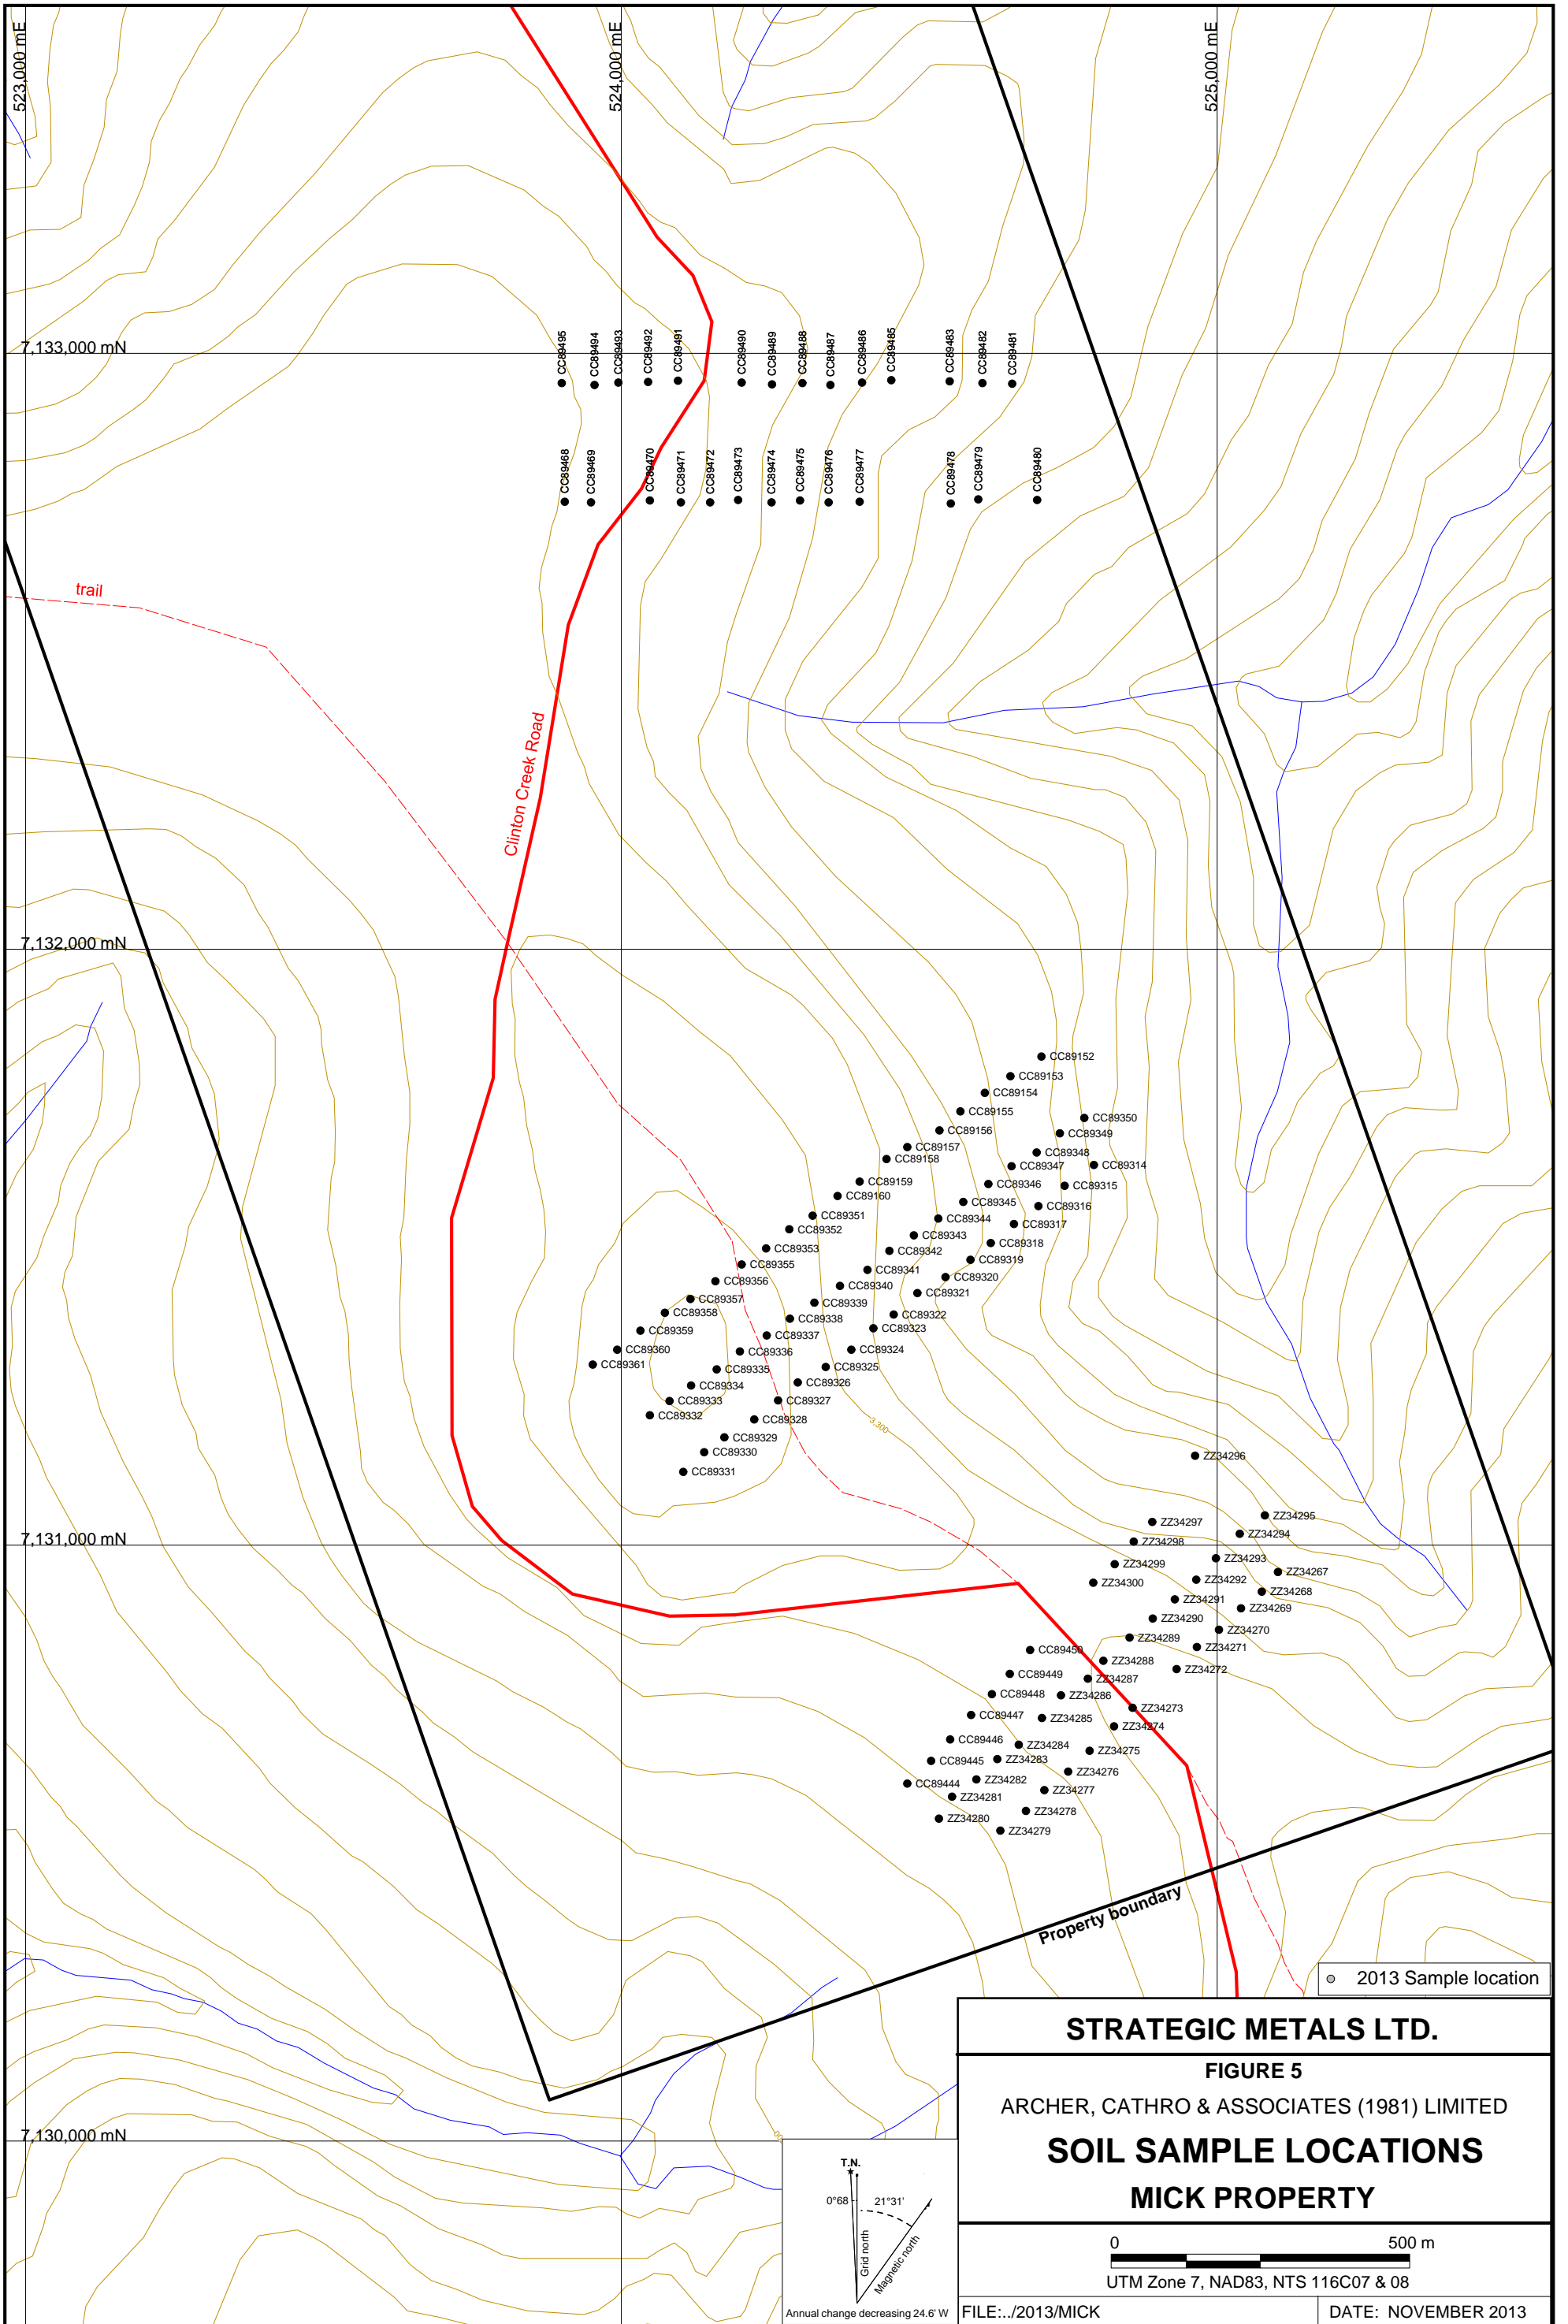 523,000 mE
524,000 mE
525,000 mE
7,133,000 mN
CC89495
CC89494
CC89493
CC89492
CC89491
CC89490
CC89489
CC89488
CC89487
CC89486
CC89485
CC89483
CC89482
CC89481
CC89468
CC89469
CC89470
CC89471
CC89472
CC89473
CC89474
CC89475
CC89476
CC89477
CC89478
CC89479
CC89480
trail
Clinton Creek Road
7,132,000 mN
CC89152
CC89153
CC89154
CC89155
CC89156
CC89157
CC89158
CC89159
CC89160
CC89351
CC89352
CC89353
CC89355
CC89356
CC89357
CC89358
CC89359
CC89360
CC89361
CC89350
CC89349
CC89348
CC89347
CC89346
CC89345
CC89344
CC89343
CC89342
CC89341
CC89340
CC89339
CC89338
CC89337
CC89336
CC89335
CC89334
CC89333
CC89332
CC89314
CC89315
CC89316
CC89317
CC89318
CC89319
CC89320
CC89321
CC89322
CC89323
CC89324
CC89325
CC89326
CC89327
CC89328
CC89329
CC89330
CC89331
3,300
7,131,000 mN
ZZ34296
ZZ34295
ZZ34294
ZZ34293
ZZ34292
ZZ34291
ZZ34290
ZZ34289
ZZ34288
ZZ34287
ZZ34286
ZZ34285
ZZ34284
ZZ34283
ZZ34282
ZZ34281
ZZ34280
ZZ34297
ZZ34298
ZZ34299
ZZ34300
ZZ34267
ZZ34268
ZZ34269
ZZ34270
ZZ34271
ZZ34272
ZZ34273
ZZ34274
ZZ34275
ZZ34276
ZZ34277
ZZ34278
ZZ34279
CC89450
CC89449
CC89448
CC89447
CC89446
CC89445
CC89444
Property boundary
7,130,000 mN
2013 Sample location
STRATEGIC METALS LTD.
FIGURE 5
ARCHER, CATHRO & ASSOCIATES (1981) LIMITED
SOIL SAMPLE LOCATIONS
MICK PROPERTY
0 500 m
UTM Zone 7, NAD83, NTS 116C07 & 08
FILE:../2013/MICK
DATE: NOVEMBER 2013
T.N.
0°68
21°31'
Grid north
Magnetic north
Annual change decreasing 24.6' W